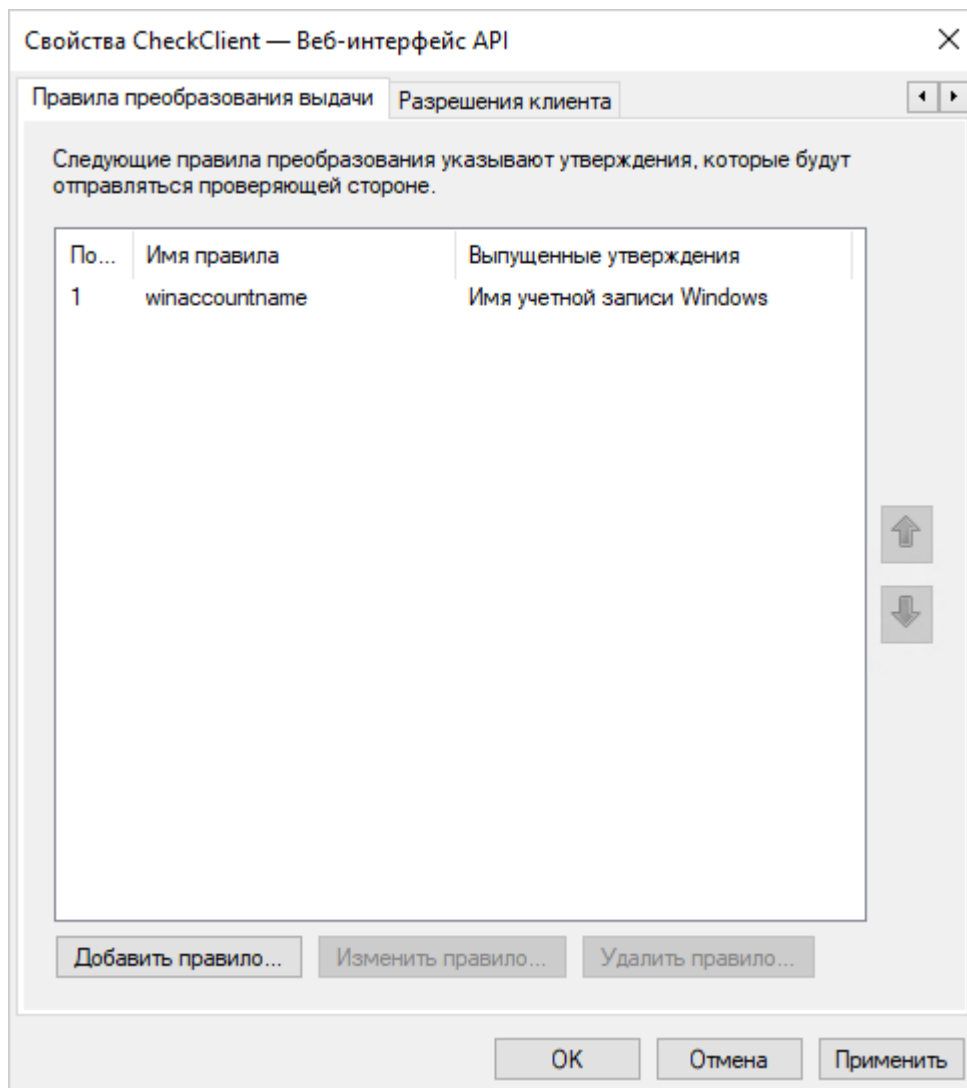 Свойства CheckClient — Веб-интерфейс API
Правила преобразования выдачи Разрешения клиента
Следующие правила преобразования указывают утверждения, которые будут
отправляться проверяющей стороне.
По... Имя правила Выпущенные утверждения
1 winaccountname Имя учетной записи Windows
Добавить правило... Изменить правило... Удалить правило...
OK Отмена Применить